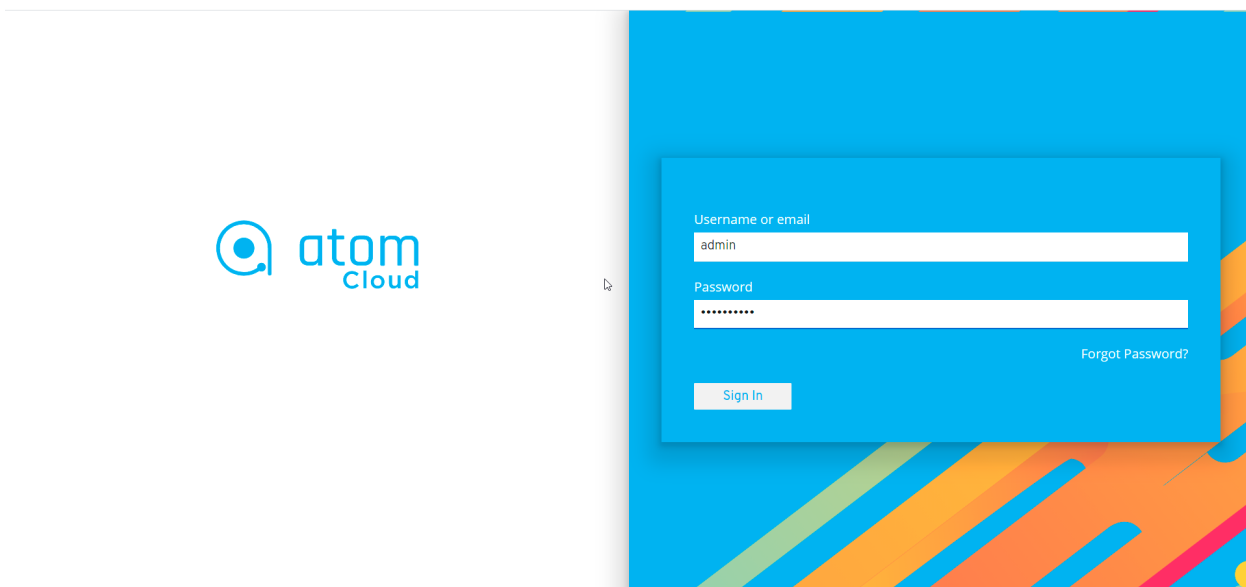 atom
Cloud
Username or email
admin
Password
••••••••••
Forgot Password?
Sign In